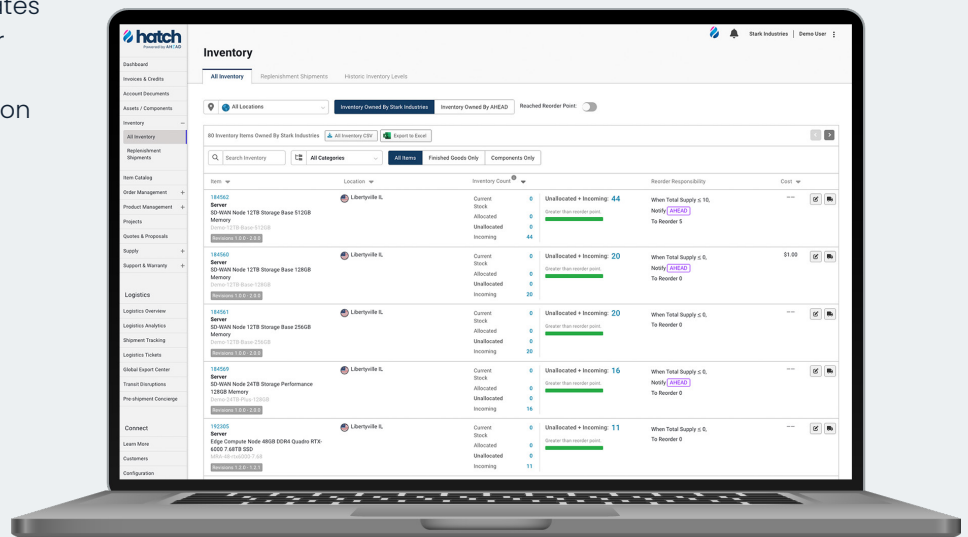 ites
r
on
hatch
Powered by AHEAD
Stark Industries | Demo User
Dashboard
Invoices & Credits
Account Documents
Assets / Components
Inventory
All Inventory
Replenishment
Shipments
Item Catalog
Order Management +
Product Management +
Projects
Quotes & Proposals
Supply +
Support & Warranty +
Logistics
Logistics Overview
Logistics Analytics
Shipment Tracking
Logistics Tickets
Global Export Center
Transit Disruptions
Pre-shipment Concierge
Connect
Learn More
Customers
Configuration
Inventory
All Inventory Replenishment Shipments Historic Inventory Levels
All Locations Inventory Owned By Stark Industries Inventory Owned By AHEAD Reached Reorder Point:
80 Inventory Items Owned By Stark Industries All Inventory CSV Export to Excel
Search Inventory All Categories All Items Finished Goods Only Components Only
Item Location Inventory Count Reorder Responsibility Cost
184562
Server
SD-WAN Node 12TB Storage Base 512GB
Memory
Demo-12TB-Base-512GB
Revisions 1.0.0 - 2.0.0
Libertyville IL
Current Stock 0
Allocated 0
Unallocated 0
Incoming 44
Unallocated + Incoming: 44
Greater than reorder point.
When Total Supply ≤ 10,
Notify AHEAD
To Reorder 5
---
184560
Server
SD-WAN Node 12TB Storage Base 128GB
Memory
Demo-12TB-Base-128GB
Revisions 1.0.0 - 2.0.0
Libertyville IL
Current Stock 0
Allocated 0
Unallocated 0
Incoming 20
Unallocated + Incoming: 20
Greater than reorder point.
When Total Supply ≤ 0,
Notify AHEAD
To Reorder 0
$1.00
184561
Server
SD-WAN Node 12TB Storage Base 256GB
Memory
Demo-12TB-Base-256GB
Revisions 1.0.0 - 2.0.0
Libertyville IL
Current Stock 0
Allocated 0
Unallocated 0
Incoming 20
Unallocated + Incoming: 20
Greater than reorder point.
When Total Supply ≤ 0,
To Reorder 0
---
184569
Server
SD-WAN Node 24TB Storage Performance
128GB Memory
Demo-24TB-Plus-128GB
Revisions 1.0.0 - 2.0.0
Libertyville IL
Current Stock 0
Allocated 0
Unallocated 0
Incoming 16
Unallocated + Incoming: 16
Greater than reorder point.
When Total Supply ≤ 0,
Notify AHEAD
To Reorder 0
---
192305
Server
Edge Compute Node 48GB DDR4 Quadro RTX-
6000 7.68TB SSD
Revisions 1.2.0 - 1.2.1
Libertyville IL
Current Stock 0
Allocated 0
Unallocated 0
Incoming 11
Unallocated + Incoming: 11
Greater than reorder point.
When Total Supply ≤ 0,
To Reorder 0
---